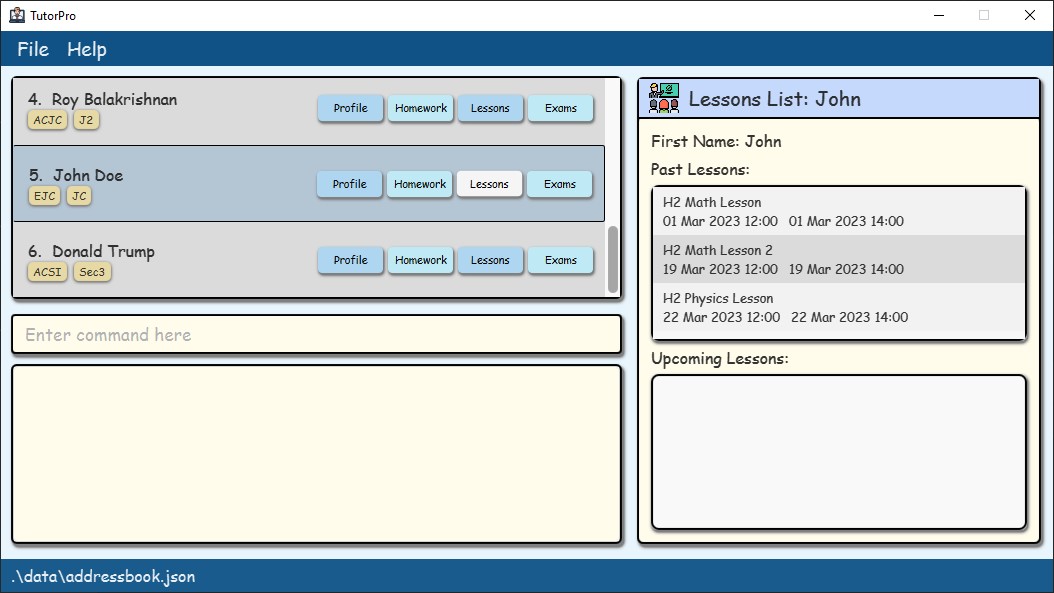 TutorPro
File Help
4. Roy Balakrishnan
ACJC J2
Profile Homework Lessons Exams
5. John Doe
EJC JC
Profile Homework Lessons Exams
6. Donald Trump
ACSI Sec3
Profile Homework Lessons Exams
Enter command here
Lessons List: John
First Name: John
Past Lessons:
H2 Math Lesson
01 Mar 2023 12:00 01 Mar 2023 14:00
H2 Math Lesson 2
19 Mar 2023 12:00 19 Mar 2023 14:00
H2 Physics Lesson
22 Mar 2023 12:00 22 Mar 2023 14:00
Upcoming Lessons:
.\data\addressbook.json